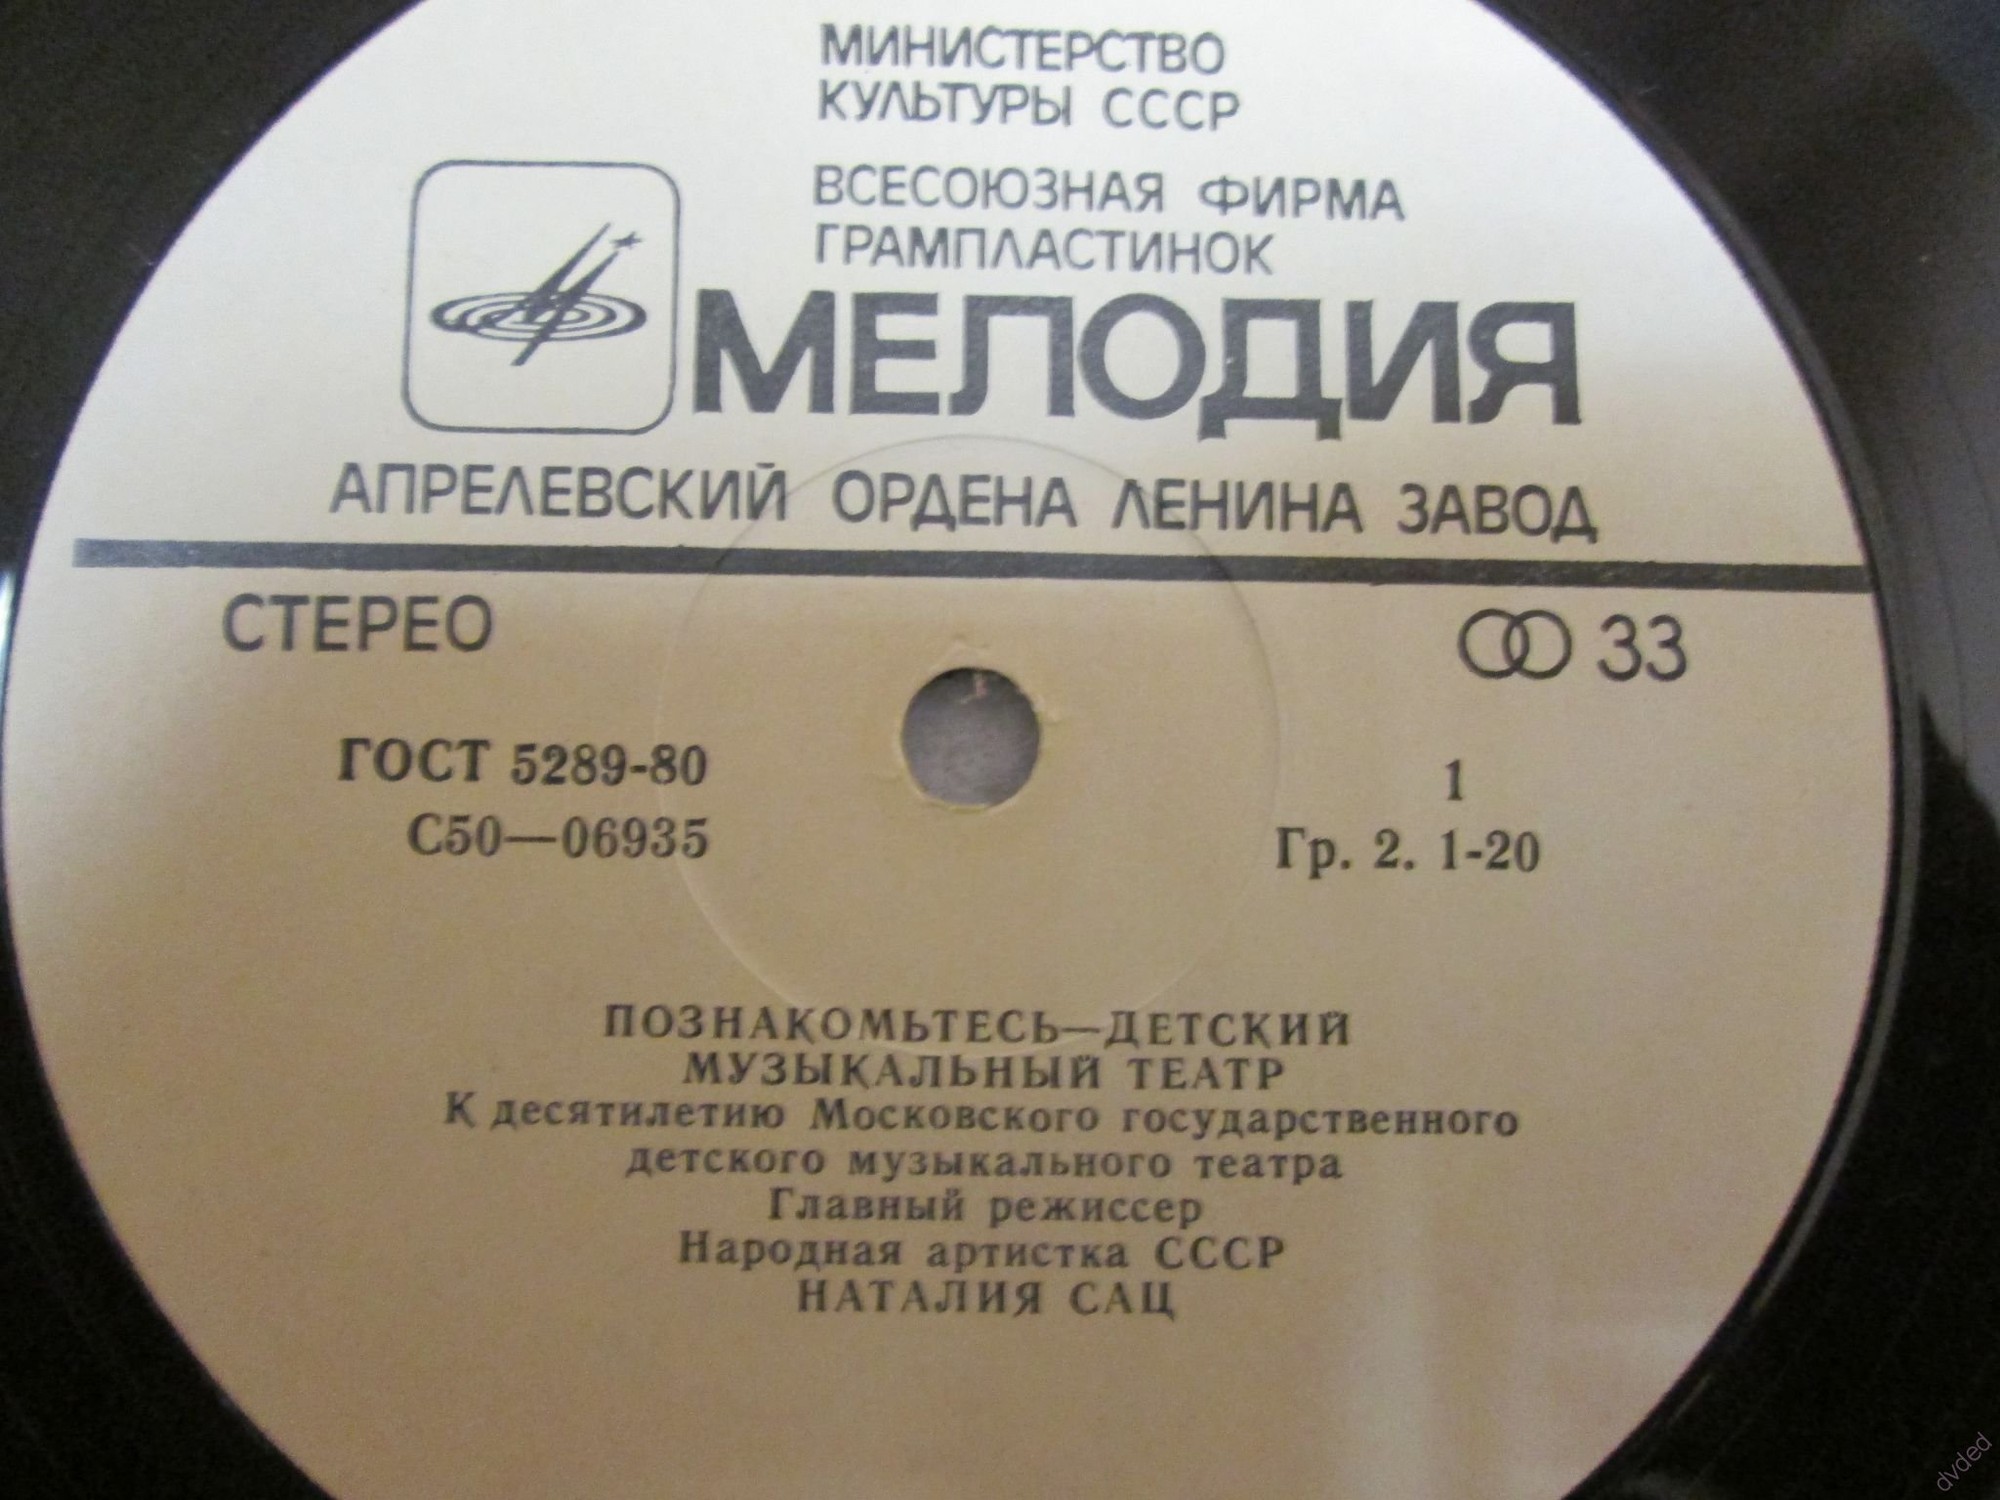 МИНИСТЕРСТВО
КУЛЬТУРЫ СССР
ВСЕСОЮЗНАЯ ФИРМА
ГРАМПЛАСТИНОК
МЕЛОДИЯ
АПРЕЛЕВСКИЙ ОРДЕНА ЛЕНИНА ЗАВОД
СТЕРЕО 33
ГОСТ 5289-80 1
С50—06935 Гр. 2. 1-20
ПОЗНАКОМЬТЕСЬ—ДЕТСКИЙ
МУЗЫКАЛЬНЫЙ ТЕАТР
К десятилетию Московского государственного
детского музыкального театра
Главный режиссер
Народная артистка СССР
НАТАЛИЯ САЦ
dvded